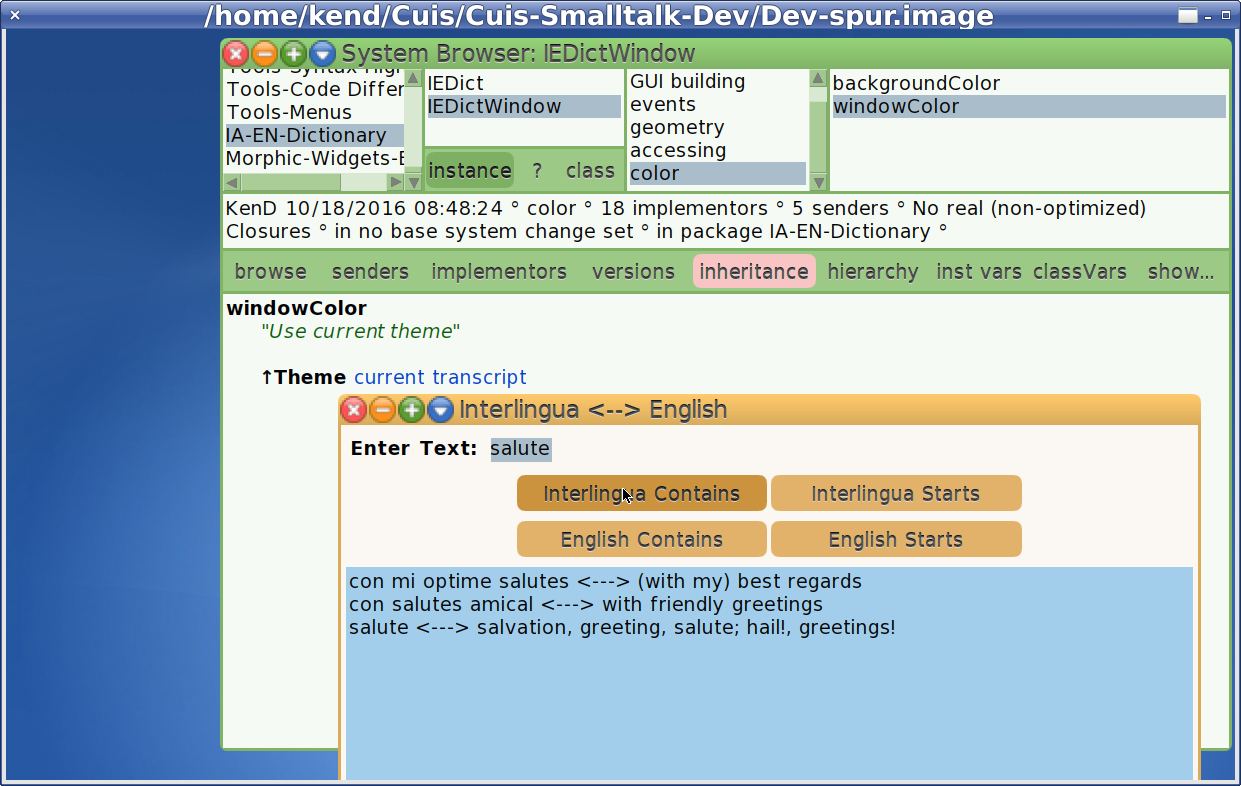 /home/kend/Cuis/Cuis-Smalltalk-Dev/Dev-spur.image
System Browser: IEDictWindow
Tools-Code Differ
Tools-Menus
IA-EN-Dictionary
Morphic-Widgets-E
IEDict
IEDictWindow
instance ? class
GUI building
events
geometry
accessing
color
backgroundColor
windowColor
KenD 10/18/2016 08:48:24 ° color ° 18 implementors ° 5 senders ° No real (non-optimized)
Closures ° in no base system change set ° in package IA-EN-Dictionary °
browse senders implementors versions inheritance hierarchy inst vars classVars show...
windowColor
"Use current theme"
↑Theme current transcript
Interlingua <--> English
Enter Text: salute
Interlingua Contains Interlingua Starts
English Contains English Starts
con mi optime salutes <---> (with my) best regards
con salutes amical <---> with friendly greetings
salute <---> salvation, greeting, salute; hail!, greetings!